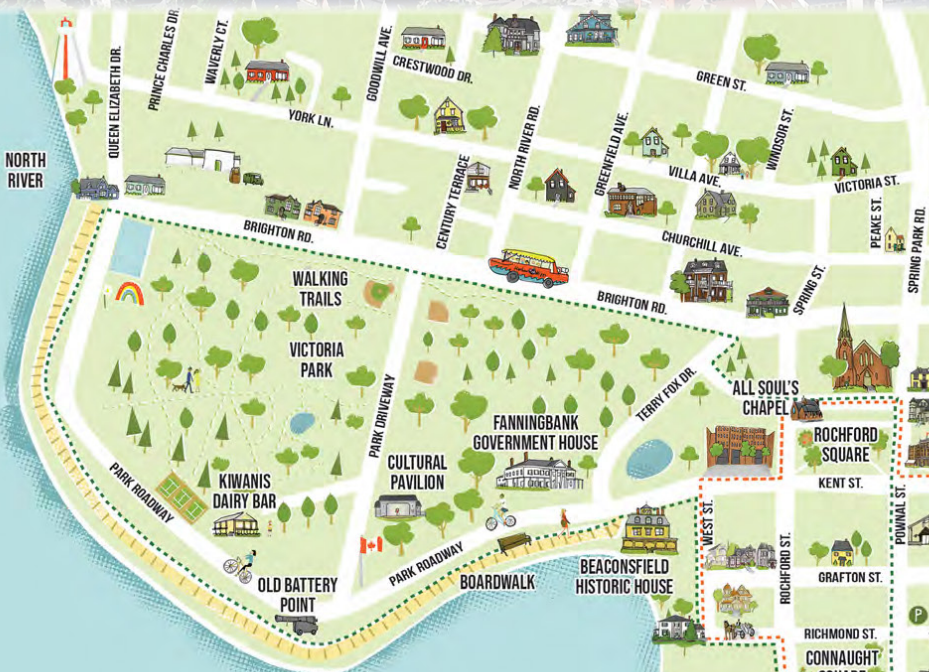 QUEEN ELIZABETH DR.
PRINCE CHARLES DR.
WAVERLY CT.
GOODWILL AVE.
CRESTWOOD DR.
GREEN ST.
YORK LN.
NORTH RIVER RD.
GREENFIELD AVE.
WINDSOR ST.
NORTH
RIVER
VILLA AVE.
VICTORIA ST.
CENTURY TERRACE
PEAKE ST.
SPRING PARK RD.
BRIGHTON RD.
CHURCHILL AVE.
WALKING
TRAILS
BRIGHTON RD.
SPRING ST.
VICTORIA
PARK
PARK DRIVEWAY
TERRY FOX DR.
ALL SOUL'S
CHAPEL
FANNINGBANK
GOVERNMENT HOUSE
ROCHFORD
SQUARE
CULTURAL
PAVILION
KIWANIS
DAIRY BAR
KENT ST.
PARK ROADWAY
WEST ST.
POWNAL ST.
ROCHFORD ST.
PARK ROADWAY
BOARDWALK
BEACONSFIELD
HISTORIC HOUSE
GRAFTON ST.
OLD BATTERY
POINT
P
RICHMOND ST.
CONNAUGHT
SQUARE